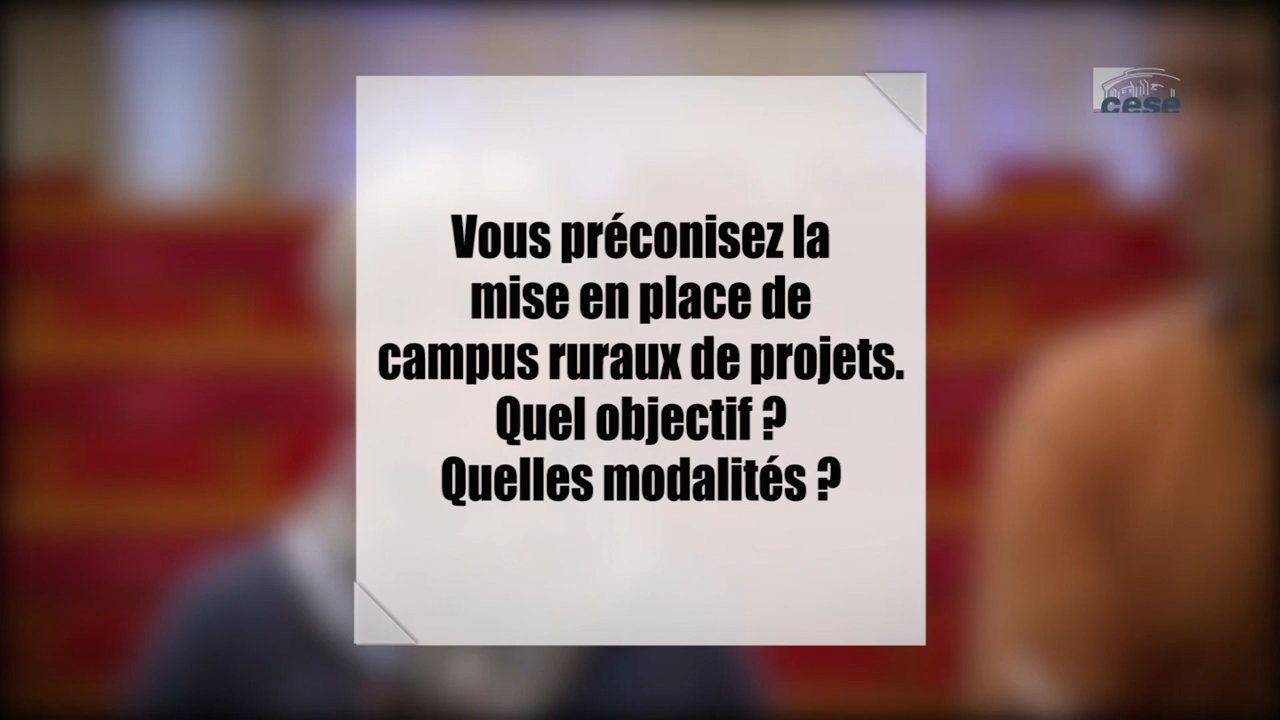 cese
Vous préconisez la
mise en place de
campus ruraux de projets.
Quel objectif ?
Quelles modalités ?